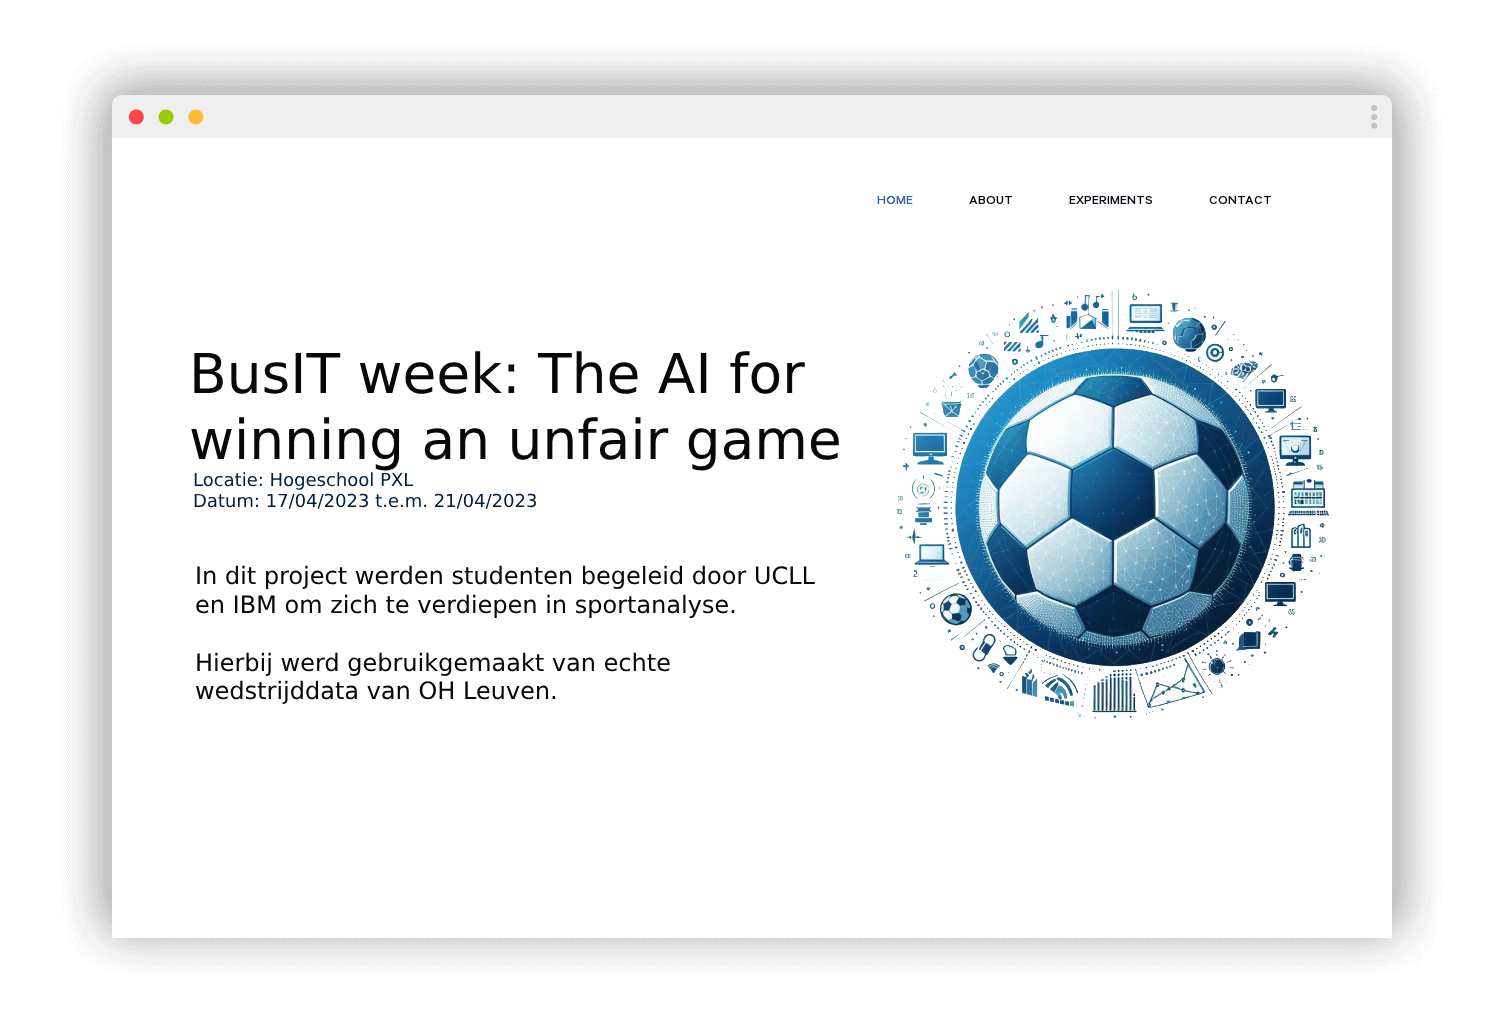 HOME ABOUT EXPERIMENTS CONTACT
BusIT week: The AI for
winning an unfair game
Locatie: Hogeschool PXL
Datum: 17/04/2023 t.e.m. 21/04/2023
In dit project werden studenten begeleid door UCLL
en IBM om zich te verdiepen in sportanalyse.
Hierbij werd gebruikgemaakt van echte
wedstrijddata van OH Leuven.